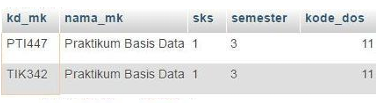 kd_mk nama_mk sks semester kode_dos
PTI447 Praktikum Basis Data 1 3 11
TIK342 Praktikum Basis Data 1 3 11